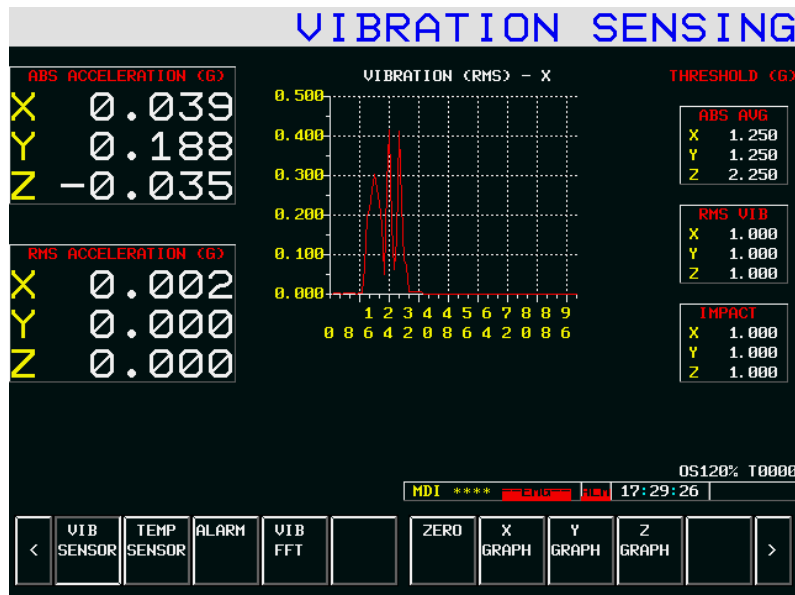 VIBRATION SENSING
ABS ACCELERATION (G)
X 0.039
Y 0.188
Z -0.035
RMS ACCELERATION (G)
X 0.002
Y 0.000
Z 0.000
VIBRATION (RMS) - X
0.500
0.400
0.300
0.200
0.100
0.000
1 2 3 4 4 5 6 7 8 8 9
0 8 6 4 2 0 8 6 4 2 0 8 6
THRESHOLD (G)
ABS AVG
X 1.250
Y 1.250
Z 2.250
RMS VIB
X 1.000
Y 1.000
Z 1.000
IMPACT
X 1.000
Y 1.000
Z 1.000
OS120% T0000
MDI **** --EMG-- ALM 17:29:26
< VIB SENSOR TEMP SENSOR ALARM VIB FFT ZERO X GRAPH Y GRAPH Z GRAPH >